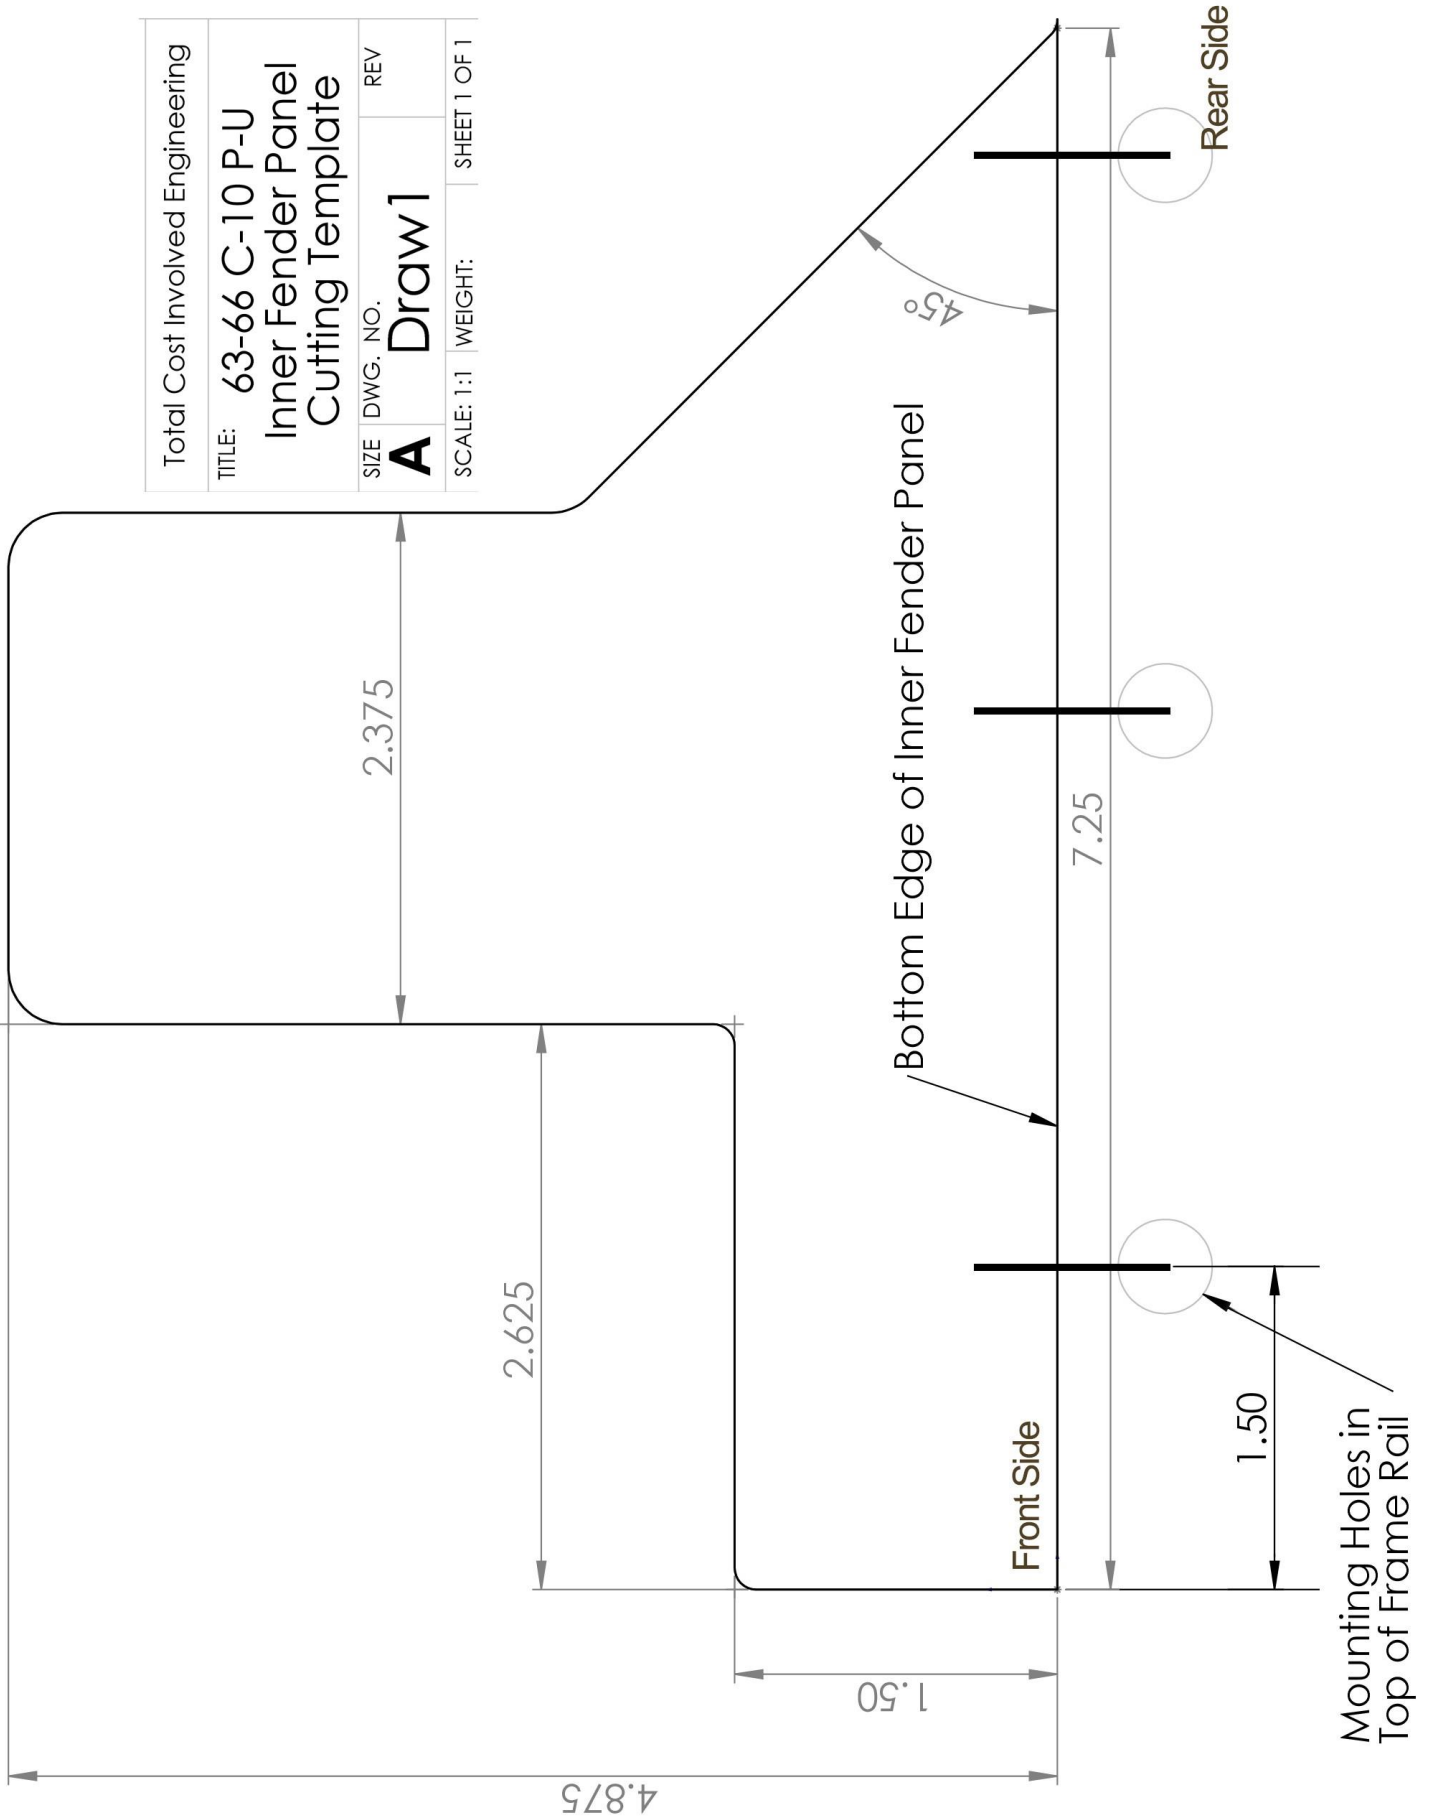 Total Cost Involved Engineering
TITLE:
63-66 C-10 P-U
Inner Fender Panel
Cutting Template
SIZE
DWG. NO.
REV
A
Draw1
SCALE: 1:1
WEIGHT:
SHEET 1 OF 1
2.375
2.625
45°
Bottom Edge of Inner Fender Panel
Front Side
Rear Side
7.25
1.50
1.50
4.875
Mounting Holes in
Top of Frame Rail